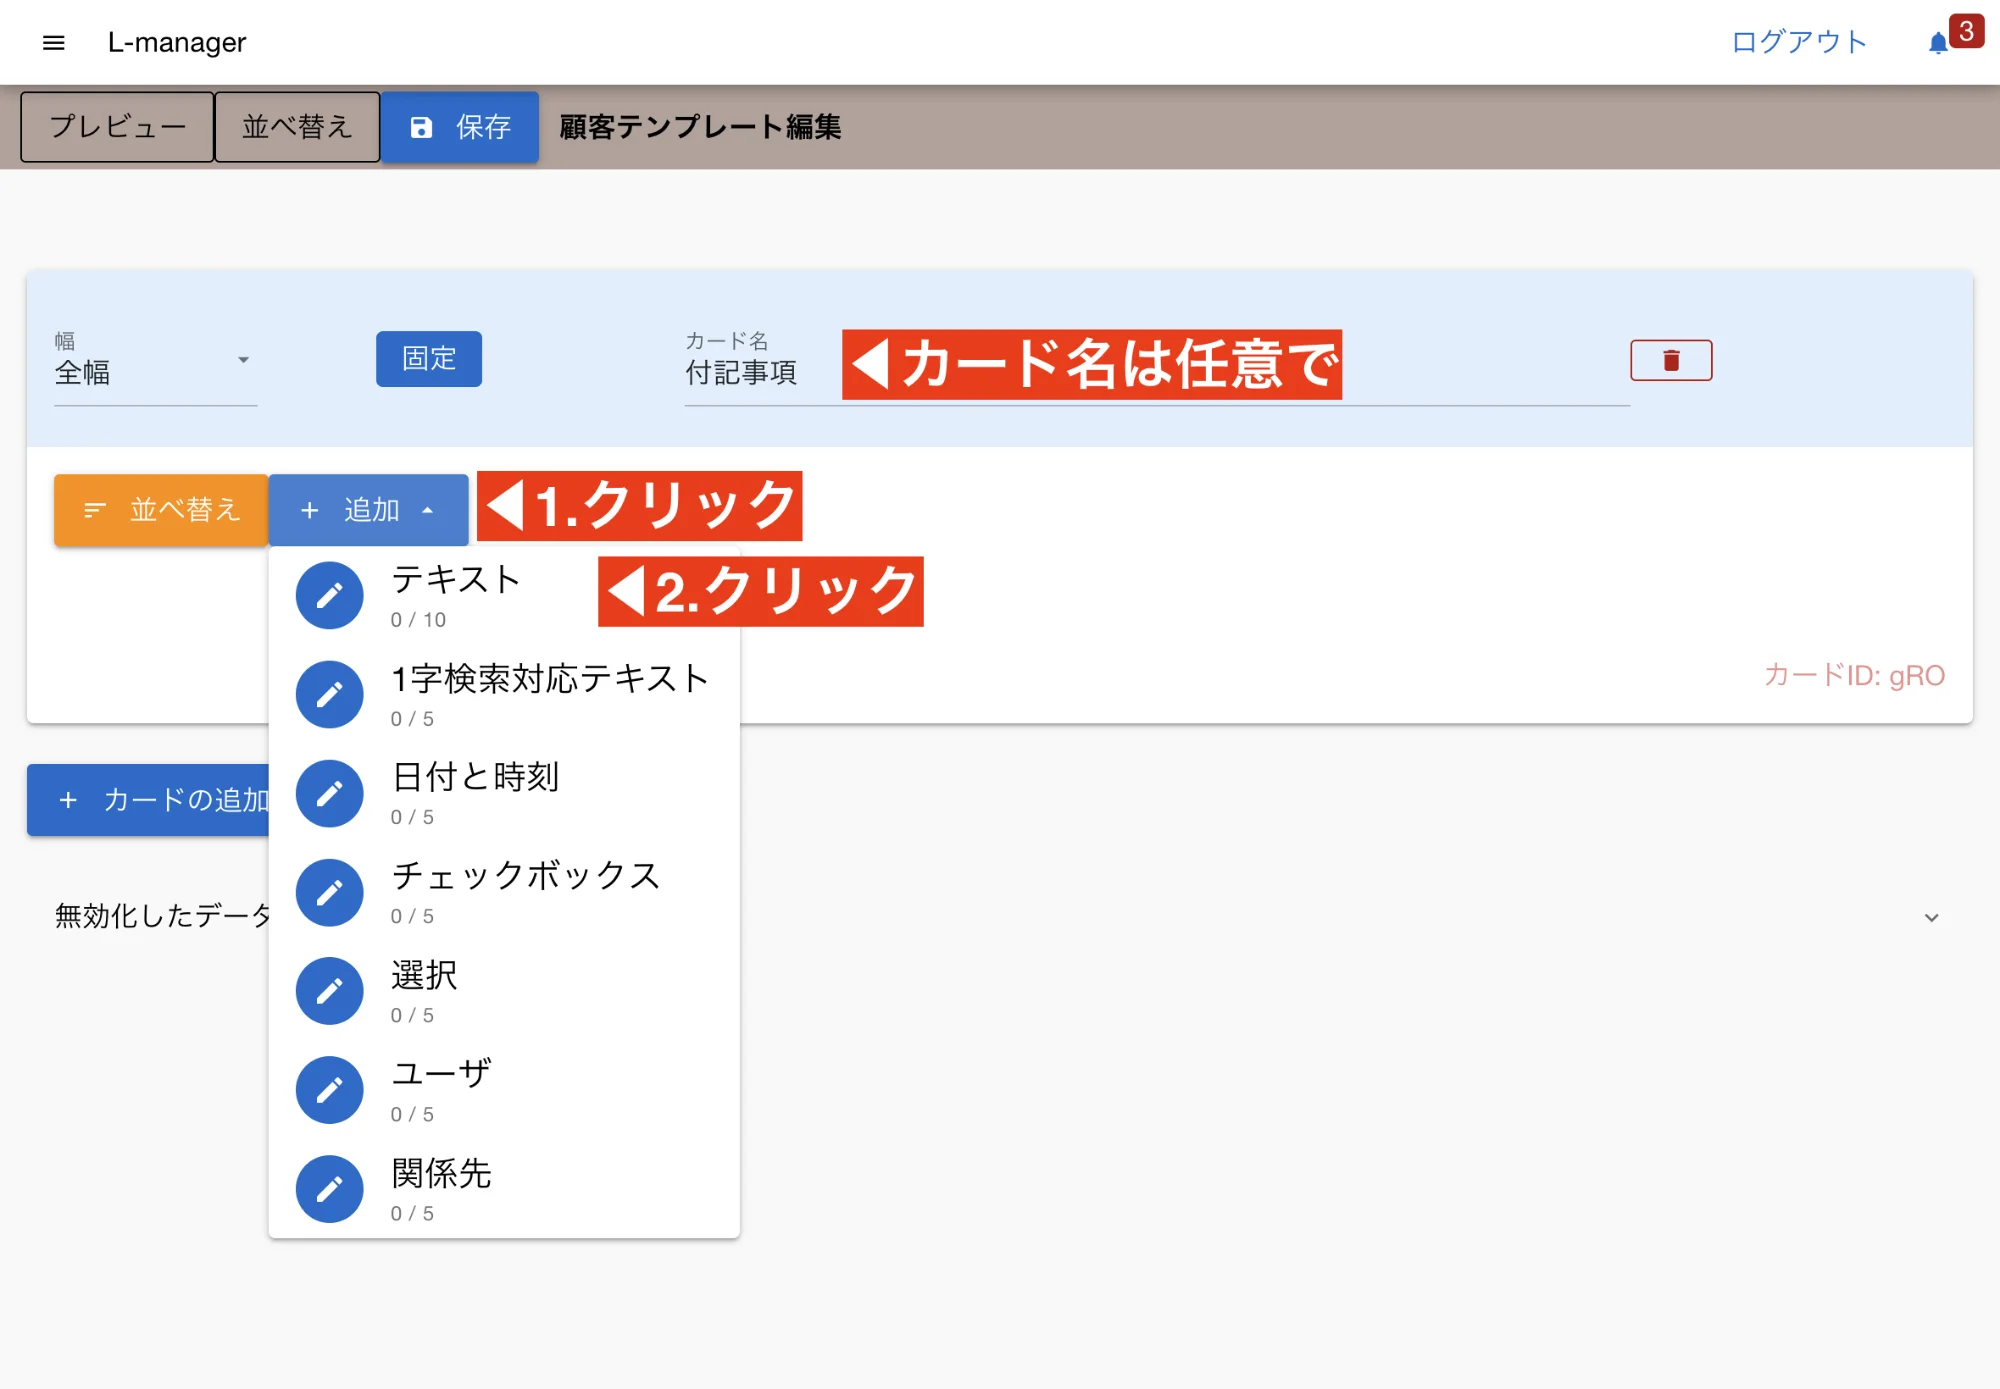 L-manager
ログアウト
3
プレビュー
並べ替え
保存
顧客テンプレート編集
幅
全幅
固定
カード名
付記事項
◀カード名は任意で
並べ替え
+ 追加
◀1.クリック
テキスト
0 / 10
◀2.クリック
1字検索対応テキスト
0 / 5
日付と時刻
0 / 5
チェックボックス
0 / 5
選択
0 / 5
ユーザ
0 / 5
関係先
0 / 5
カードID: gRO
+ カードの追加
無効化したデータ